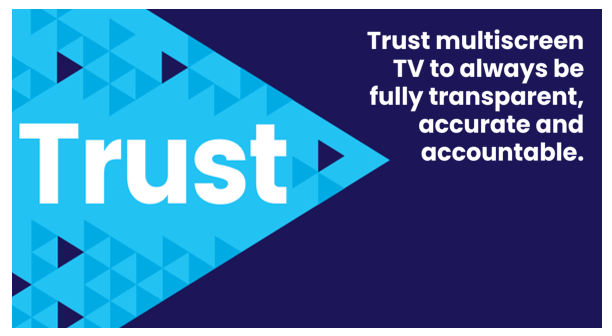 Trust
Trust multiscreen
TV to always be
fully transparent,
accurate and
accountable.